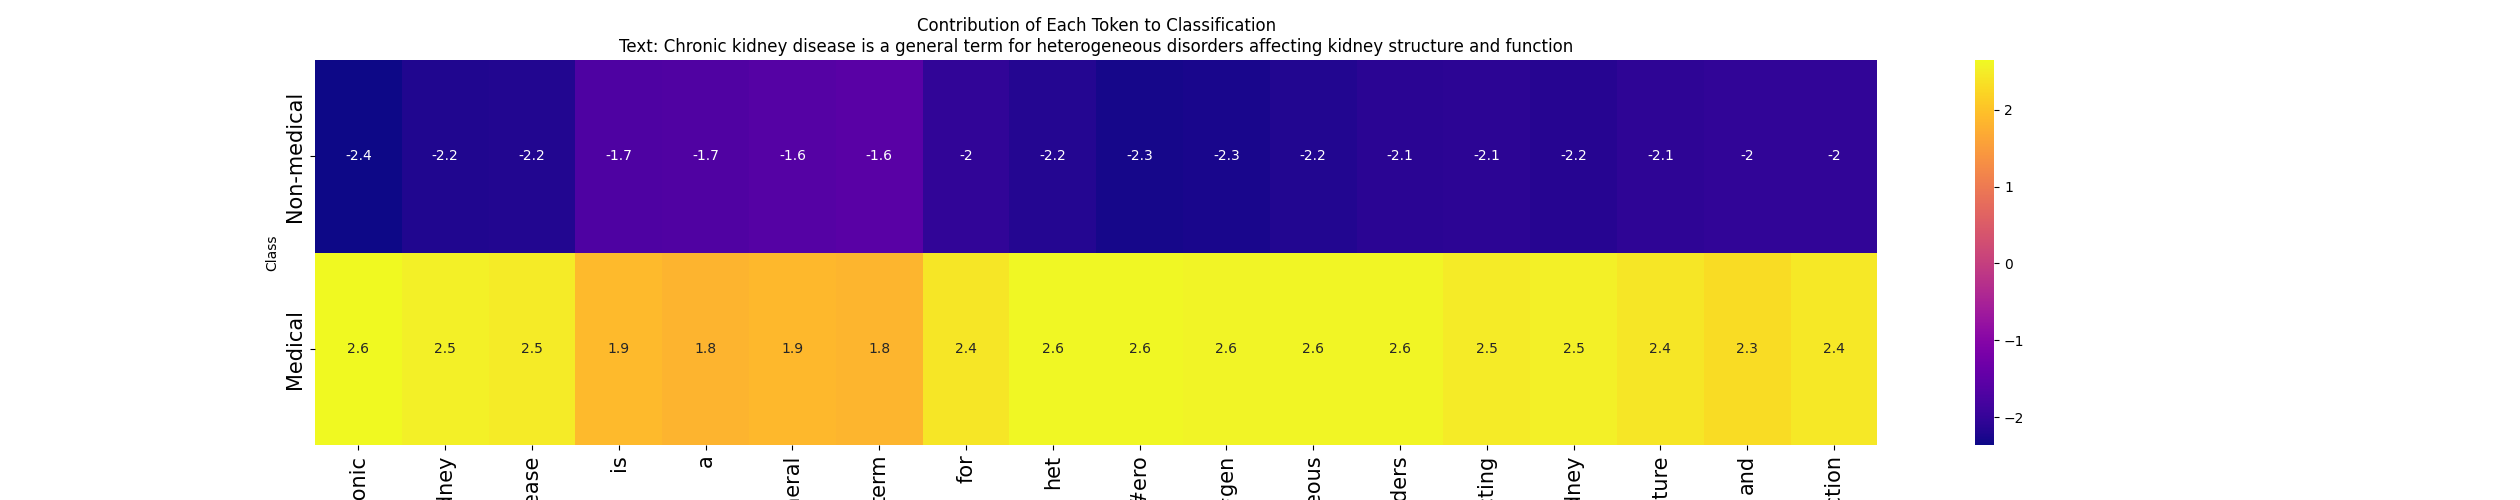 Contribution of Each Token to Classification
Text: Chronic kidney disease is a general term for heterogeneous disorders affecting kidney structure and function
Class
Non-medical
-2.4 -2.2 -2.2 -1.7 -1.7 -1.6 -1.6 -2 -2.2 -2.3 -2.3 -2.2 -2.1 -2.1 -2.2 -2.1 -2 -2
Medical
2.6 2.5 2.5 1.9 1.8 1.9 1.8 2.4 2.6 2.6 2.6 2.6 2.6 2.5 2.5 2.4 2.3 2.4
onic
dney
ease
is
a
neral
term
for
het
#ero
rgen
eous
ders
cting
dney
ture
and
ction
2
1
0
−1
−2